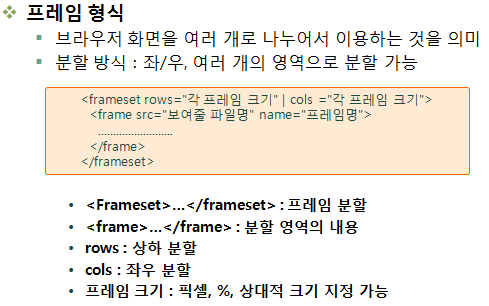 프레임 형식
브라우저 화면을 여러 개로 나누어서 이용하는 것을 의미
분할 방식 : 좌/우, 여러 개의 영역으로 분할 가능
<frameset rows="각 프레임 크기" | cols ="각 프레임 크기">
<frame src="보여줄 파일명" name="프레임명">
.........................
</frame>
</frameset>
<Frameset>...</frameset> : 프레임 분할
<frame>...</frame> : 분할 영역의 내용
rows : 상하 분할
cols : 좌우 분할
프레임 크기 : 픽셀, %, 상대적 크기 지정 가능